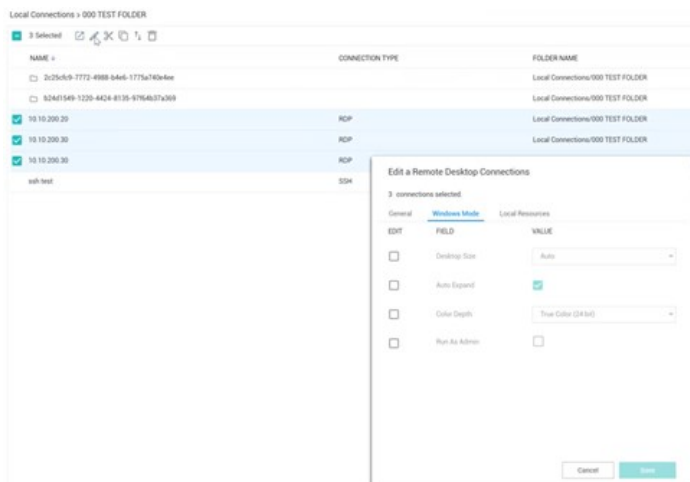 Local Connections > 000 TEST FOLDER
3 Selected
NAME CONNECTION TYPE FOLDER NAME
2c25cfc9-7772-4988-b4e6-1775a740e4ee Local Connections/000 TEST FOLDER
b24d1549-1220-4424-8135-97f64b37a369 Local Connections/000 TEST FOLDER
10.10.200.20 RDP Local Connections/000 TEST FOLDER
10.10.200.30 RDP Local Connections/000 TEST FOLDER
10.10.200.30 RDP
ssh test SSH
Edit a Remote Desktop Connections
3 connections selected.
General Windows Mode Local Resources
EDIT FIELD VALUE
Desktop Size Auto
Auto Expand
Color Depth True Color (24 bit)
Run As Admin
Cancel Save